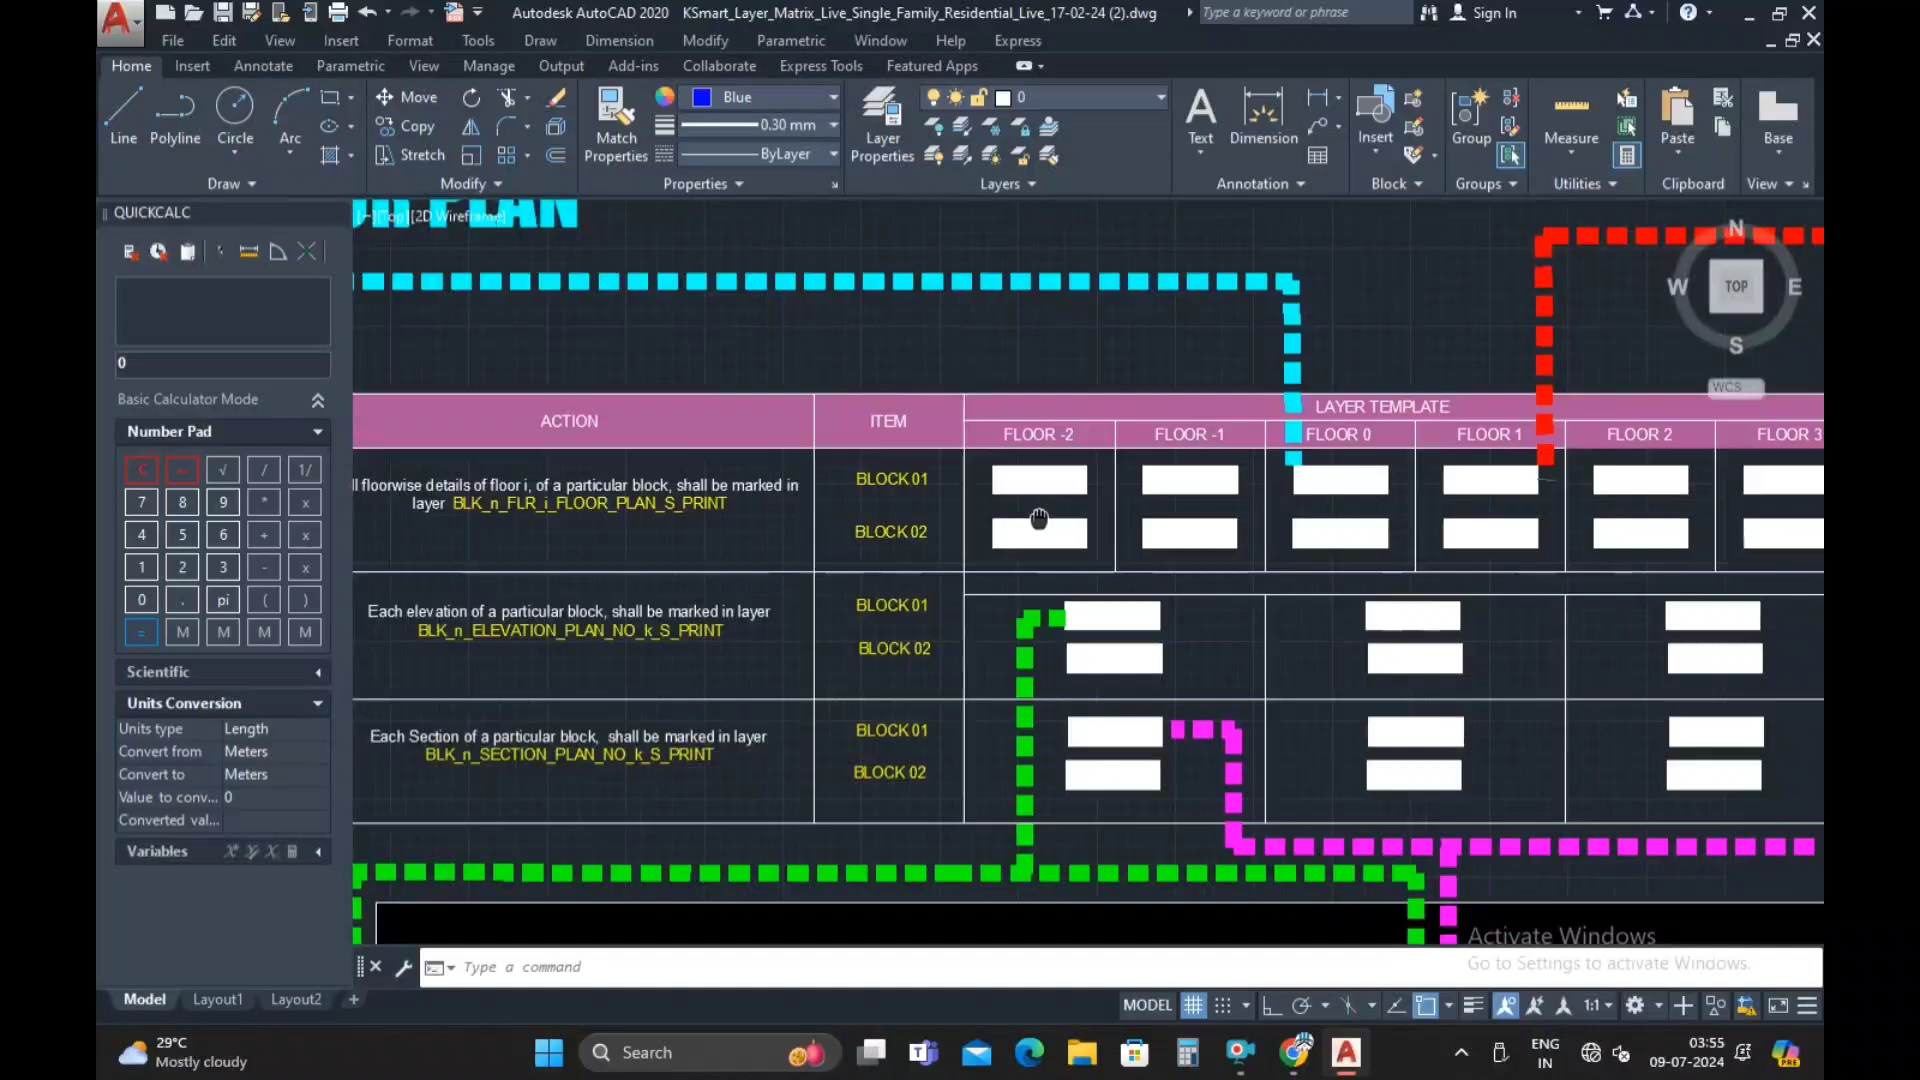 Autodesk AutoCAD 2020 KSmart_Layer_Matrix_Live_Single_Family_Residential_Live_17-02-24 (2).dwg
Type a keyword or phrase
Sign In
File Edit View Insert Format Tools Draw Dimension Modify Parametric Window Help Express
Home Insert Annotate Parametric View Manage Output Add-ins Collaborate Express Tools Featured Apps
Line Polyline Circle Arc
Move
Copy
Stretch
Match
Properties
Blue
0.30 mm
ByLayer
Layer
Properties
0
Text
Dimension
Insert
Group
Measure
Paste
Base
Draw Modify Properties Layers Annotation Block Groups Utilities Clipboard View
QUICKCALC
0
Basic Calculator Mode
Number Pad
C √ / 1/
7 8 9 * x
4 5 6 + x
1 2 3 - x
0 . pi ( )
= M M M M
Scientific
Units Conversion
Units type Length
Convert from Meters
Convert to Meters
Value to conv... 0
Converted val...
Variables
[−][Top][2D Wireframe]
PLAN
N
W TOP E
S
WCS
ACTION ITEM LAYER TEMPLATE
FLOOR -2 FLOOR -1 FLOOR 0 FLOOR 1 FLOOR 2 FLOOR 3
ll floorwise details of floor i, of a particular block, shall be marked in
layer BLK_n_FLR_i_FLOOR_PLAN_S_PRINT
BLOCK 01
BLOCK 02
Each elevation of a particular block, shall be marked in layer
BLK_n_ELEVATION_PLAN_NO_k_S_PRINT
BLOCK 01
BLOCK 02
Each Section of a particular block, shall be marked in layer
BLK_n_SECTION_PLAN_NO_k_S_PRINT
BLOCK 01
BLOCK 02
Activate Windows
Go to Settings to activate Windows.
Type a command
Model Layout1 Layout2 +
MODEL 1:1
29°C
Mostly cloudy
Search
ENG
IN
03:55
09-07-2024